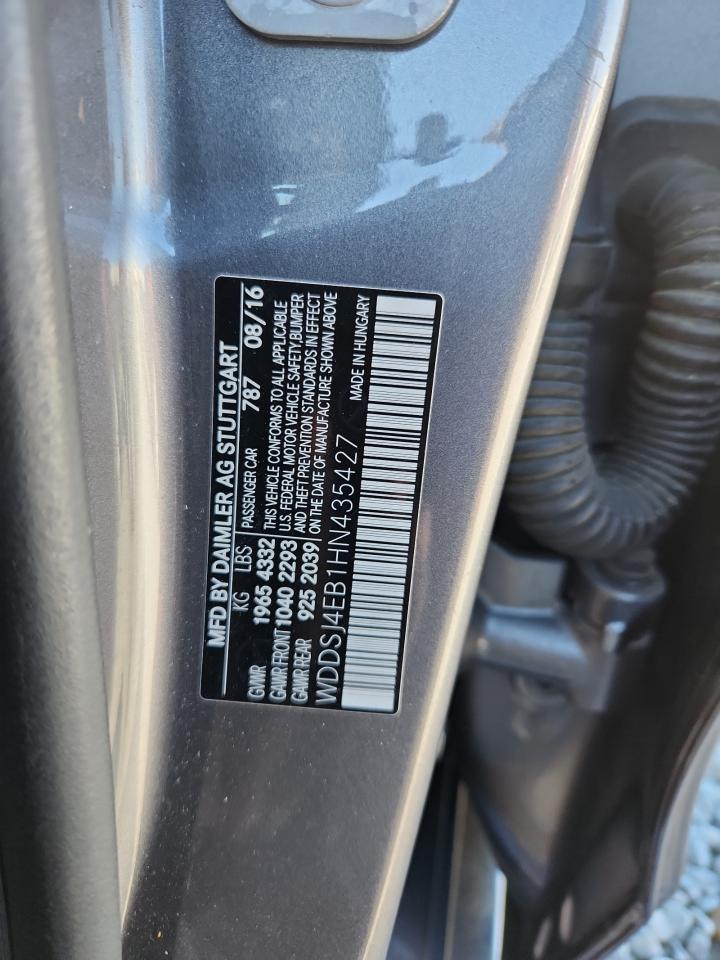 MFD BY DAIMLER AG STUTTGART
KG LBS PASSENGER CAR 787 08/16
GVWR 1965 4332 THIS VEHICLE CONFORMS TO ALL APPLICABLE
GAWR FRONT 1040 2293 U.S. FEDERAL MOTOR VEHICLE SAFETY, BUMPER
GAWR REAR 925 2039 AND THEFT PREVENTION STANDARDS IN EFFECT
ON THE DATE OF MANUFACTURE SHOWN ABOVE
WDDSJ4EB1HN435427 MADE IN HUNGARY